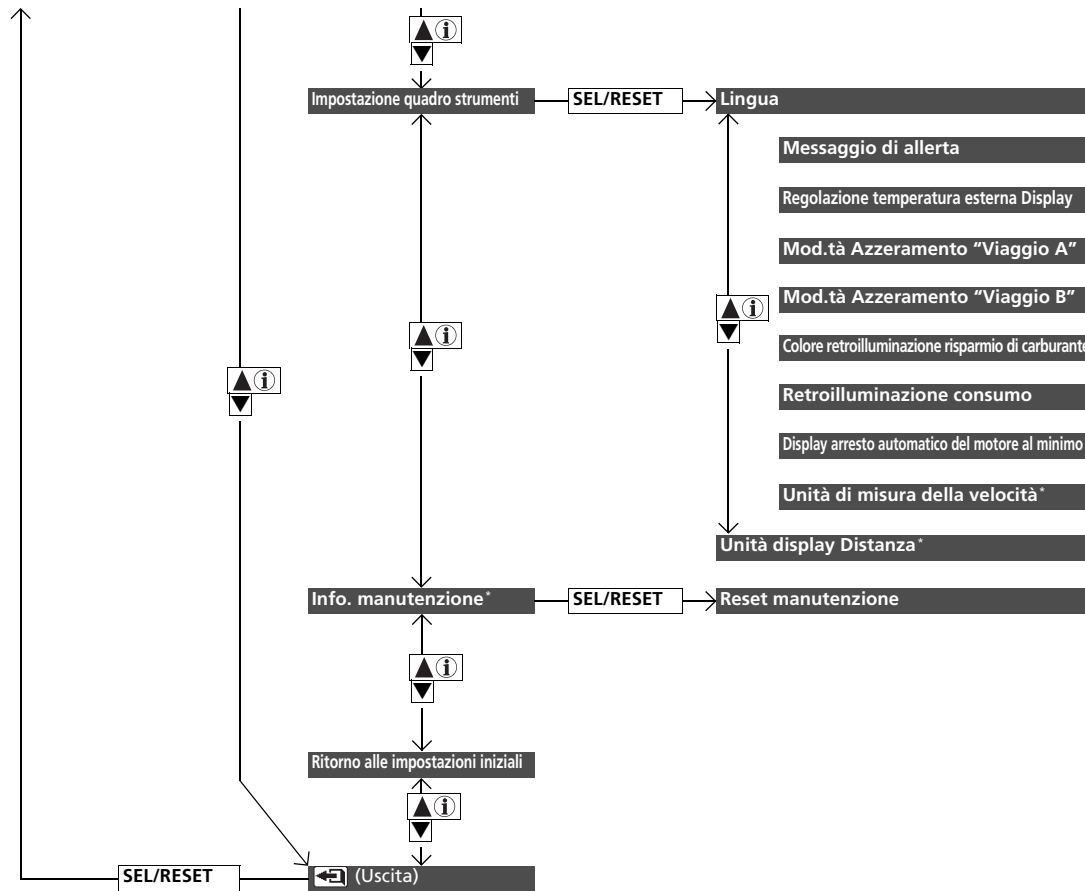 Impostazione quadro strumenti
SEL/RESET
Lingua
Messaggio di allerta
Regolazione temperatura esterna Display
Mod.tà Azzeramento “Viaggio A”
Mod.tà Azzeramento “Viaggio B”
Colore retroilluminazione risparmio di carburante
Retroilluminazione consumo
Display arresto automatico del motore al minimo
Unità di misura della velocità*
Unità display Distanza*
Info. manutenzione*
SEL/RESET
Reset manutenzione
Ritorno alle impostazioni iniziali
SEL/RESET
(Uscita)